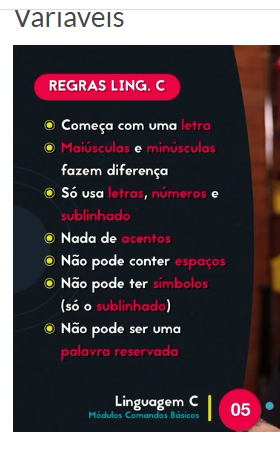 Variáveis
REGRAS LING. C
Começa com uma letra
Maiúsculas e minúsculas
fazem diferença
Só usa letras, números e
sublinhado
Nada de acentos
Não pode conter espaços
Não pode ter símbolos
(só o sublinhado)
Não pode ser uma
palavra reservada
Linguagem C
Módulos Comandos Básicos
05